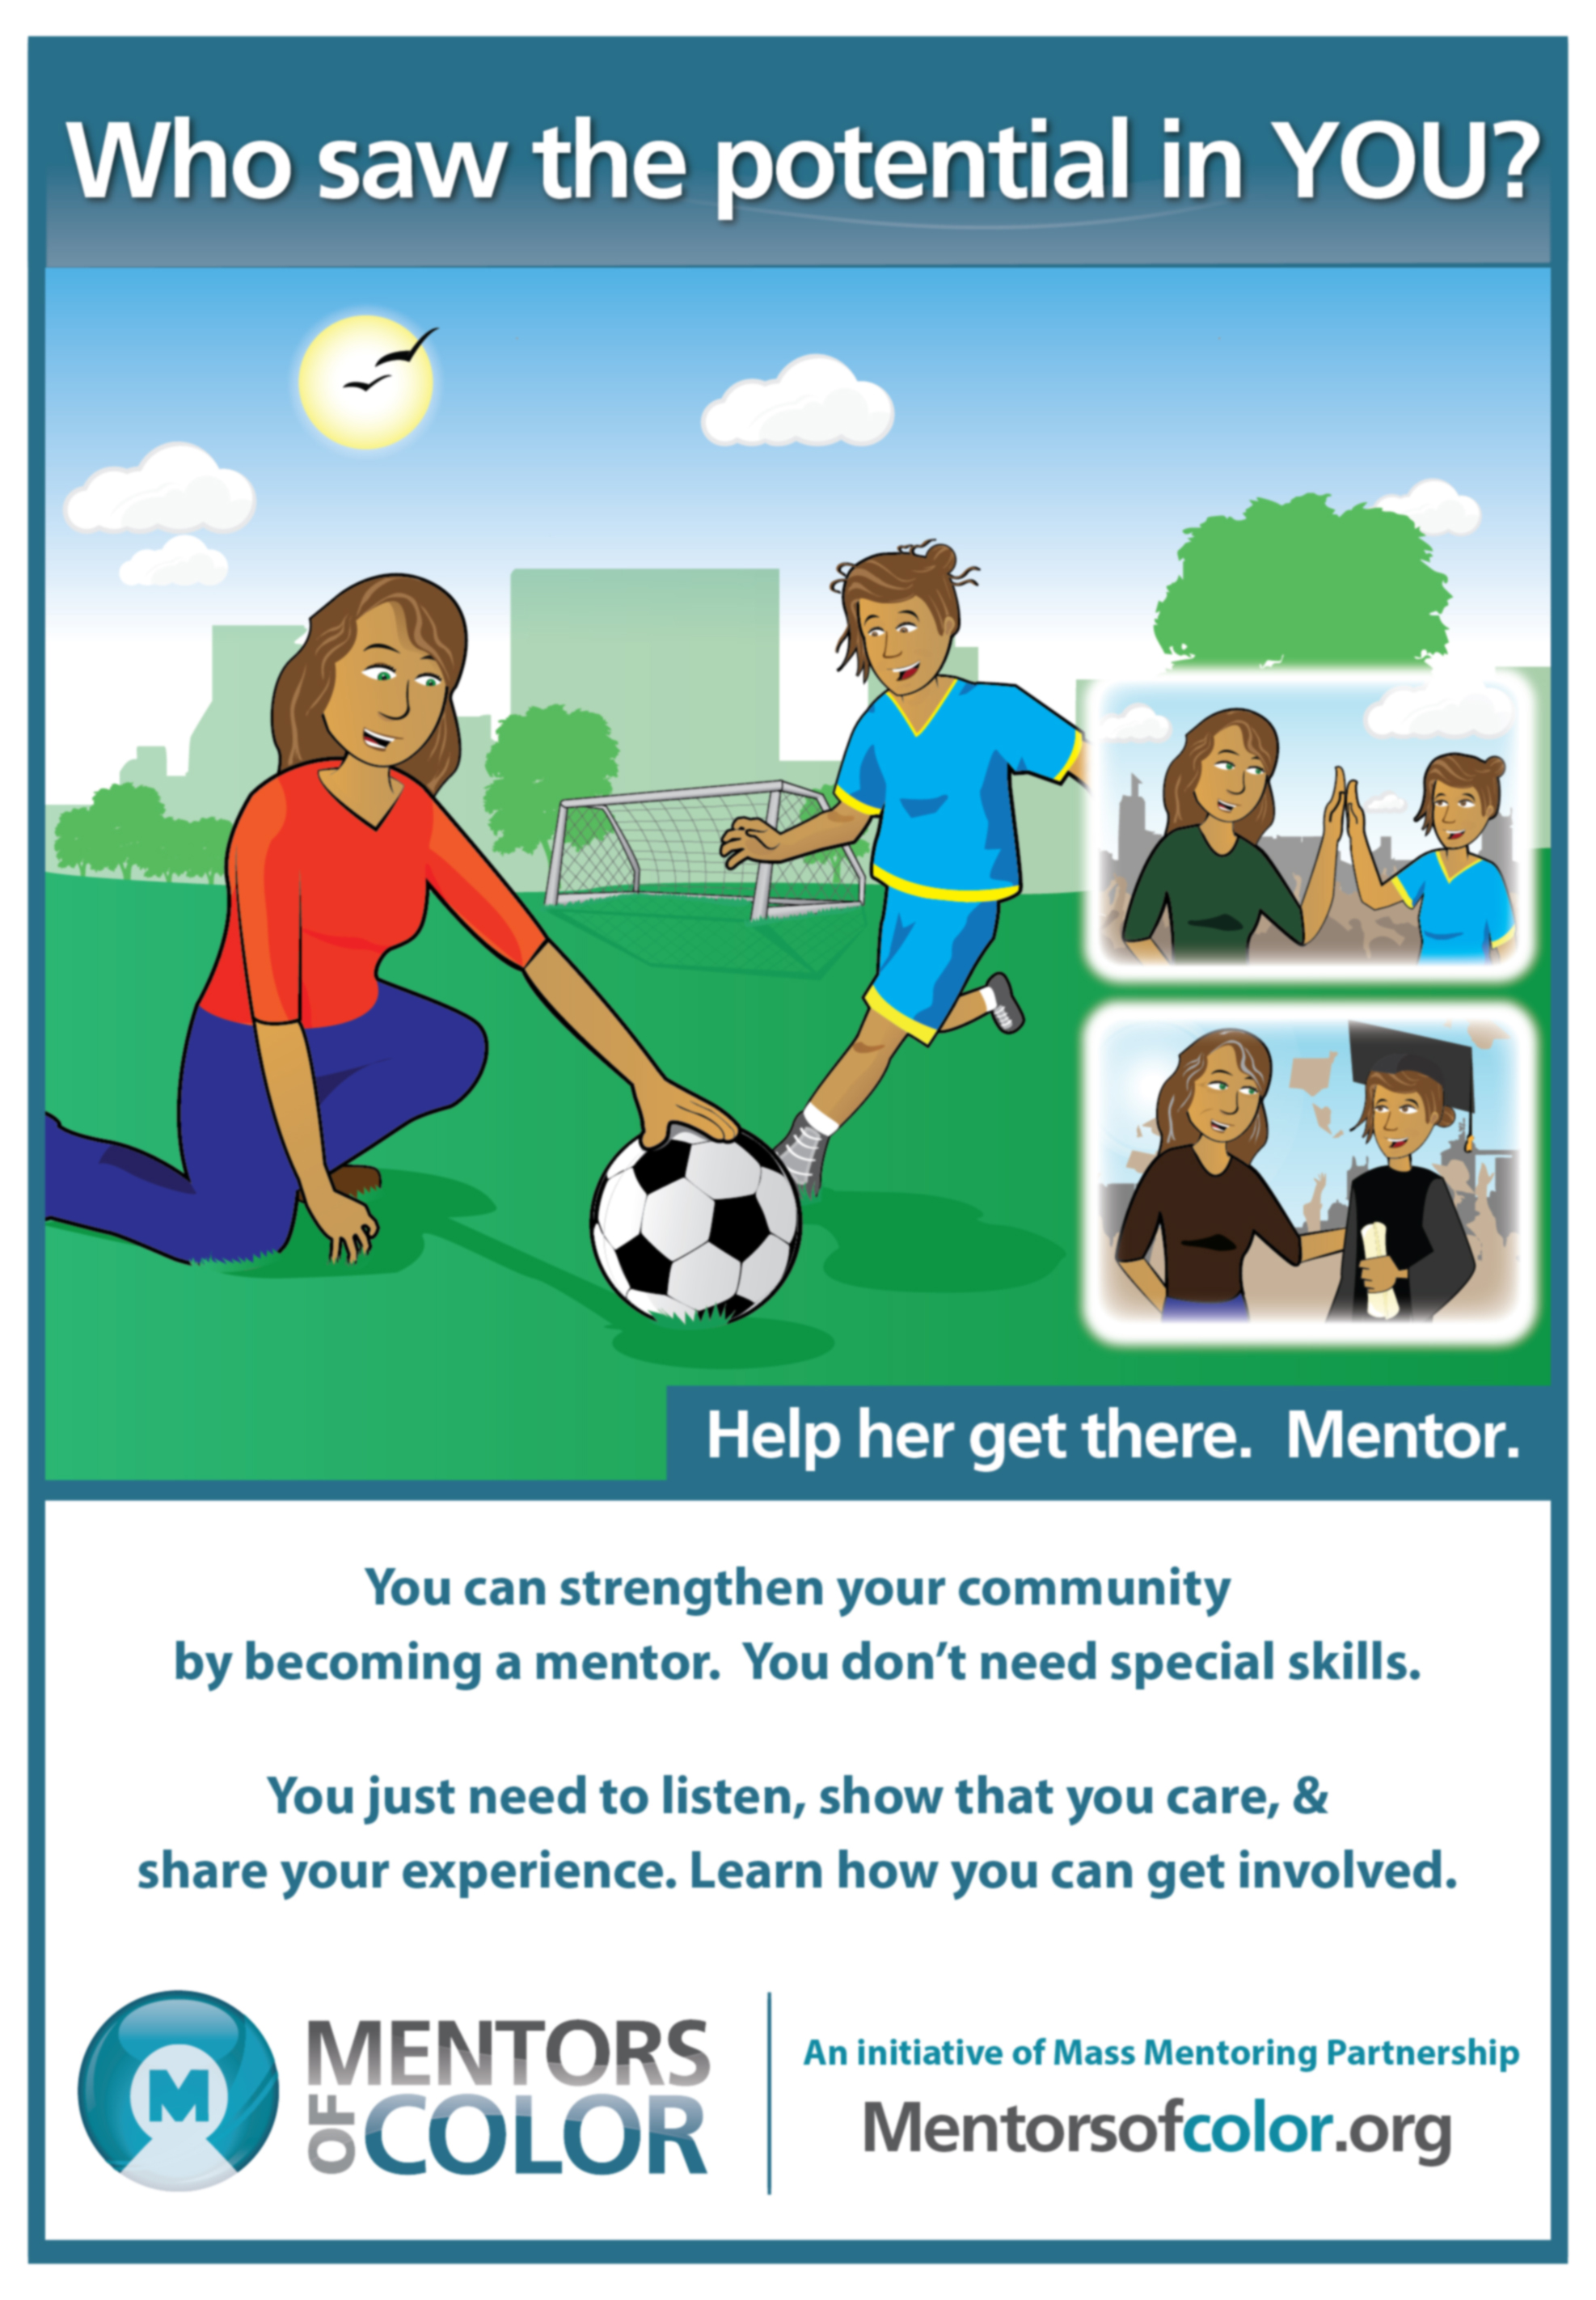 Who saw the potential in YOU?
Help her get there. Mentor.
You can strengthen your community
by becoming a mentor. You don't need special skills.
You just need to listen, show that you care, &
share your experience. Learn how you can get involved.
M
MENTORS
OF COLOR
An initiative of Mass Mentoring Partnership
Mentorsofcolor.org